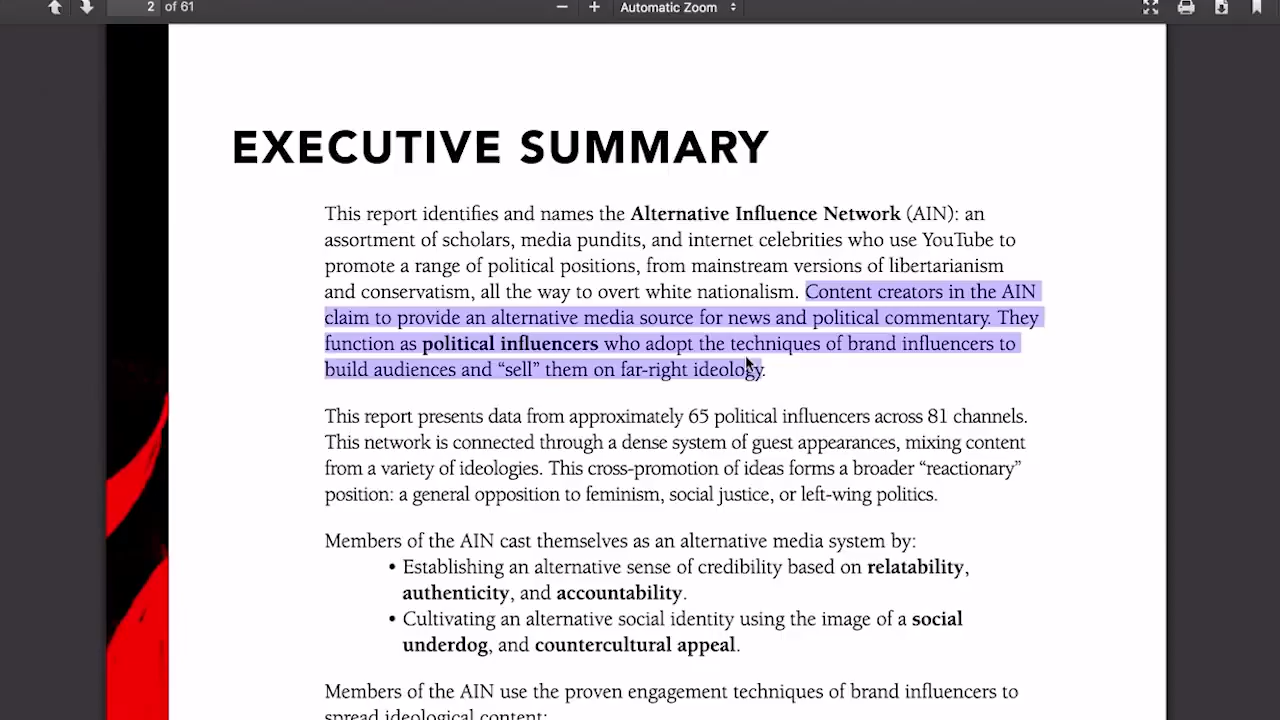 2 of 61 Automatic Zoom
EXECUTIVE SUMMARY
This report identifies and names the Alternative Influence Network (AIN): an
assortment of scholars, media pundits, and internet celebrities who use YouTube to
promote a range of political positions, from mainstream versions of libertarianism
and conservatism, all the way to overt white nationalism. Content creators in the AIN
claim to provide an alternative media source for news and political commentary. They
function as political influencers who adopt the techniques of brand influencers to
build audiences and “sell” them on far-right ideology.
This report presents data from approximately 65 political influencers across 81 channels.
This network is connected through a dense system of guest appearances, mixing content
from a variety of ideologies. This cross-promotion of ideas forms a broader “reactionary”
position: a general opposition to feminism, social justice, or left-wing politics.
Members of the AIN cast themselves as an alternative media system by:
• Establishing an alternative sense of credibility based on relatability,
authenticity, and accountability.
• Cultivating an alternative social identity using the image of a social
underdog, and countercultural appeal.
Members of the AIN use the proven engagement techniques of brand influencers to
spread ideological content: